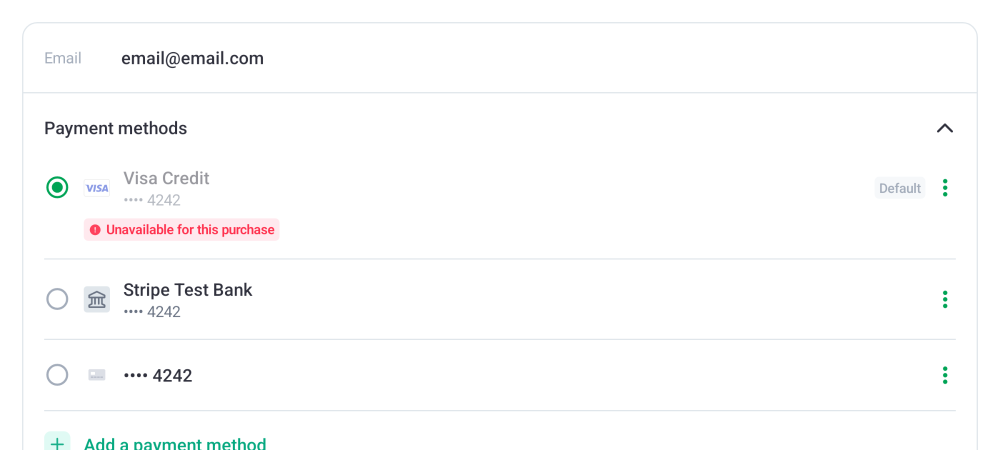 Email email@email.com
Payment methods
VISA Visa Credit Default
•••• 4242
Unavailable for this purchase
Stripe Test Bank
•••• 4242
•••• 4242
Add a payment method